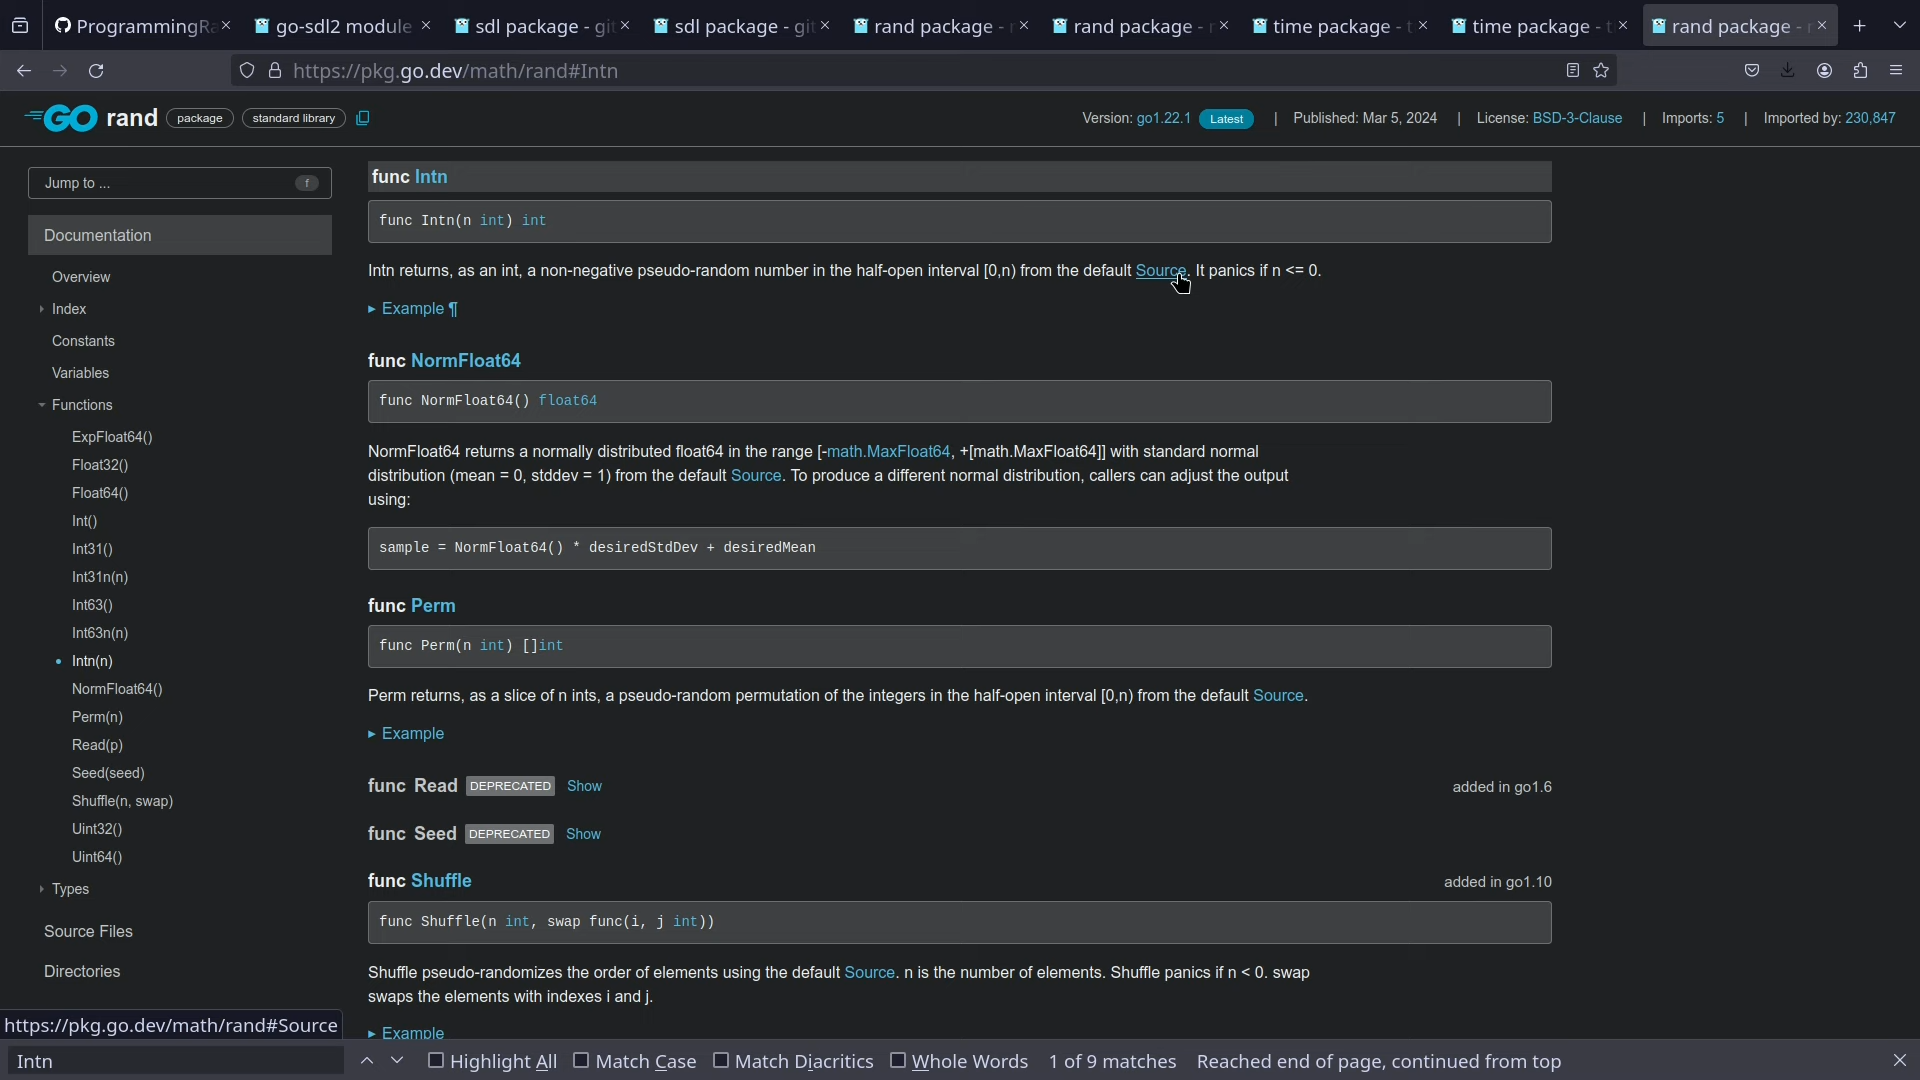 ProgrammingRa
go-sdl2 module
sdl package - git
sdl package - git
rand package - r
rand package - r
time package - t
time package - t
rand package - r
https://pkg.go.dev/math/rand#Intn
GO rand package standard library
Version: go1.22.1 Latest | Published: Mar 5, 2024 | License: BSD-3-Clause | Imports: 5 | Imported by: 230,847
Jump to ... f
Documentation
Overview
Index
Constants
Variables
Functions
ExpFloat64()
Float32()
Float64()
Int()
Int31()
Int31n(n)
Int63()
Int63n(n)
Intn(n)
NormFloat64()
Perm(n)
Read(p)
Seed(seed)
Shuffle(n, swap)
Uint32()
Uint64()
Types
Source Files
Directories
func Intn
func Intn(n int) int
Intn returns, as an int, a non-negative pseudo-random number in the half-open interval [0,n) from the default Source. It panics if n <= 0.
▸ Example ¶
func NormFloat64
func NormFloat64() float64
NormFloat64 returns a normally distributed float64 in the range [-math.MaxFloat64, +[math.MaxFloat64]] with standard normal
distribution (mean = 0, stddev = 1) from the default Source. To produce a different normal distribution, callers can adjust the output
using:
sample = NormFloat64() * desiredStdDev + desiredMean
func Perm
func Perm(n int) []int
Perm returns, as a slice of n ints, a pseudo-random permutation of the integers in the half-open interval [0,n) from the default Source.
▸ Example
func Read DEPRECATED Show added in go1.6
func Seed DEPRECATED Show
func Shuffle added in go1.10
func Shuffle(n int, swap func(i, j int))
Shuffle pseudo-randomizes the order of elements using the default Source. n is the number of elements. Shuffle panics if n < 0. swap
swaps the elements with indexes i and j.
▸ Example
https://pkg.go.dev/math/rand#Source
Intn Highlight All Match Case Match Diacritics Whole Words 1 of 9 matches Reached end of page, continued from top